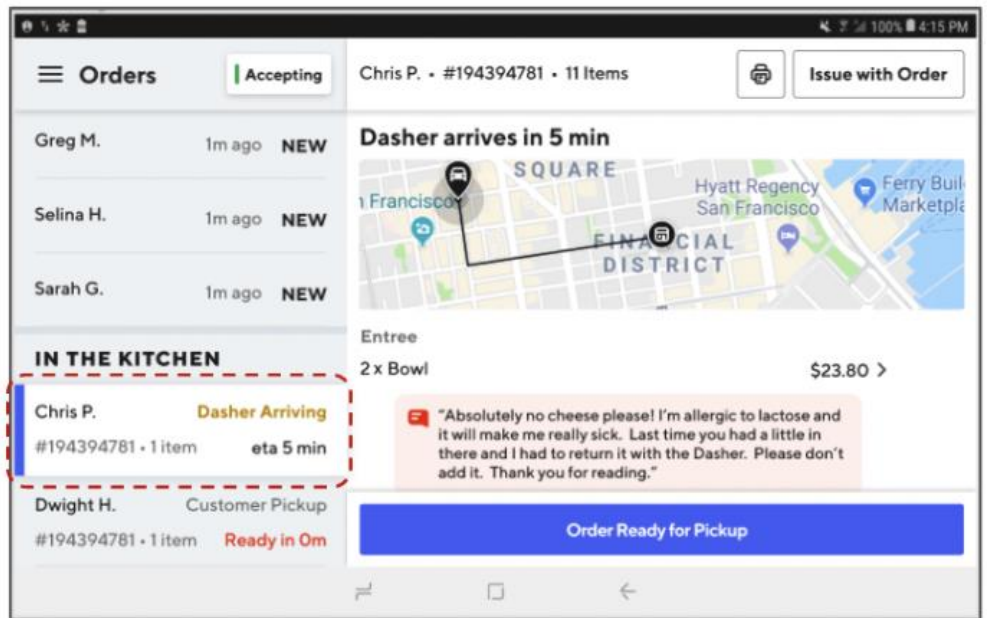 100% 4:15 PM
Orders
Accepting
Greg M. 1m ago NEW
Selina H. 1m ago NEW
Sarah G. 1m ago NEW
IN THE KITCHEN
Chris P. Dasher Arriving
#194394781 • 1 item eta 5 min
Dwight H. Customer Pickup
#194394781 • 1 item Ready in 0m
Chris P. • #194394781 • 11 Items
Issue with Order
Dasher arrives in 5 min
SQUARE
n Francisco
Hyatt Regency
San Francisco
Ferry Buil
Marketpla
FINANCIAL
DISTRICT
Entree
2 x Bowl $23.80 >
"Absolutely no cheese please! I'm allergic to lactose and
it will make me really sick. Last time you had a little in
there and I had to return it with the Dasher. Please don't
add it. Thank you for reading."
Order Ready for Pickup